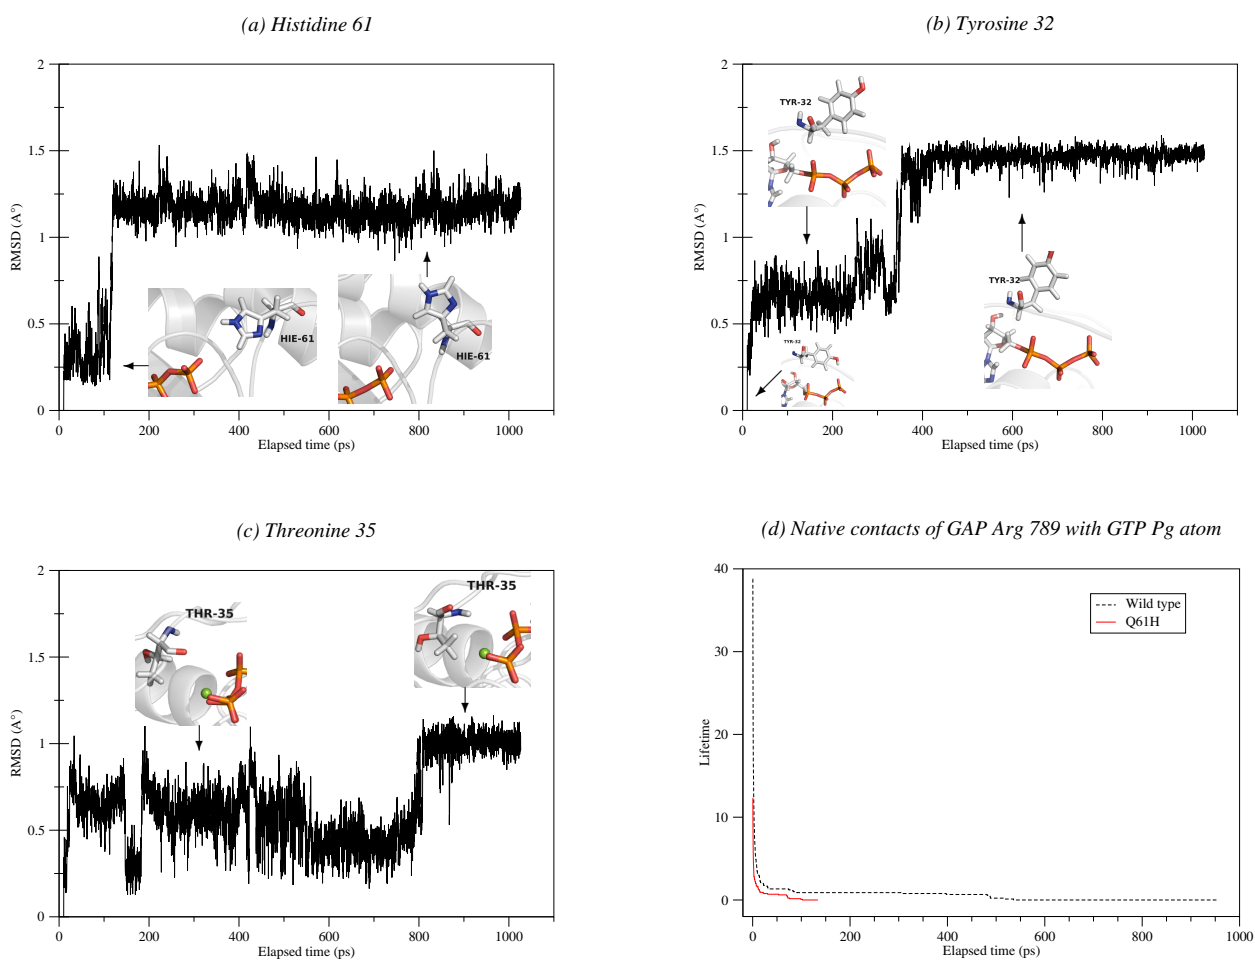 (a) Histidine 61
2
1.5
1
0.5
0
RMSD (A°)
HIE-61
HIE-61
0
200
400
600
800
1000
Elapsed time (ps)
(b) Tyrosine 32
2
1.5
1
0.5
0
RMSD (A°)
TYR-32
TYR-32
TYR-32
0
200
400
600
800
1000
Elapsed time (ps)
(c) Threonine 35
2
1.5
1
0.5
0
RMSD (A°)
THR-35
THR-35
0
200
400
600
800
1000
Elapsed time (ps)
(d) Native contacts of GAP Arg 789 with GTP Pg atom
40
30
20
10
0
Lifetime
Wild type
Q61H
0
200
400
600
800
1000
Elapsed time (ps)